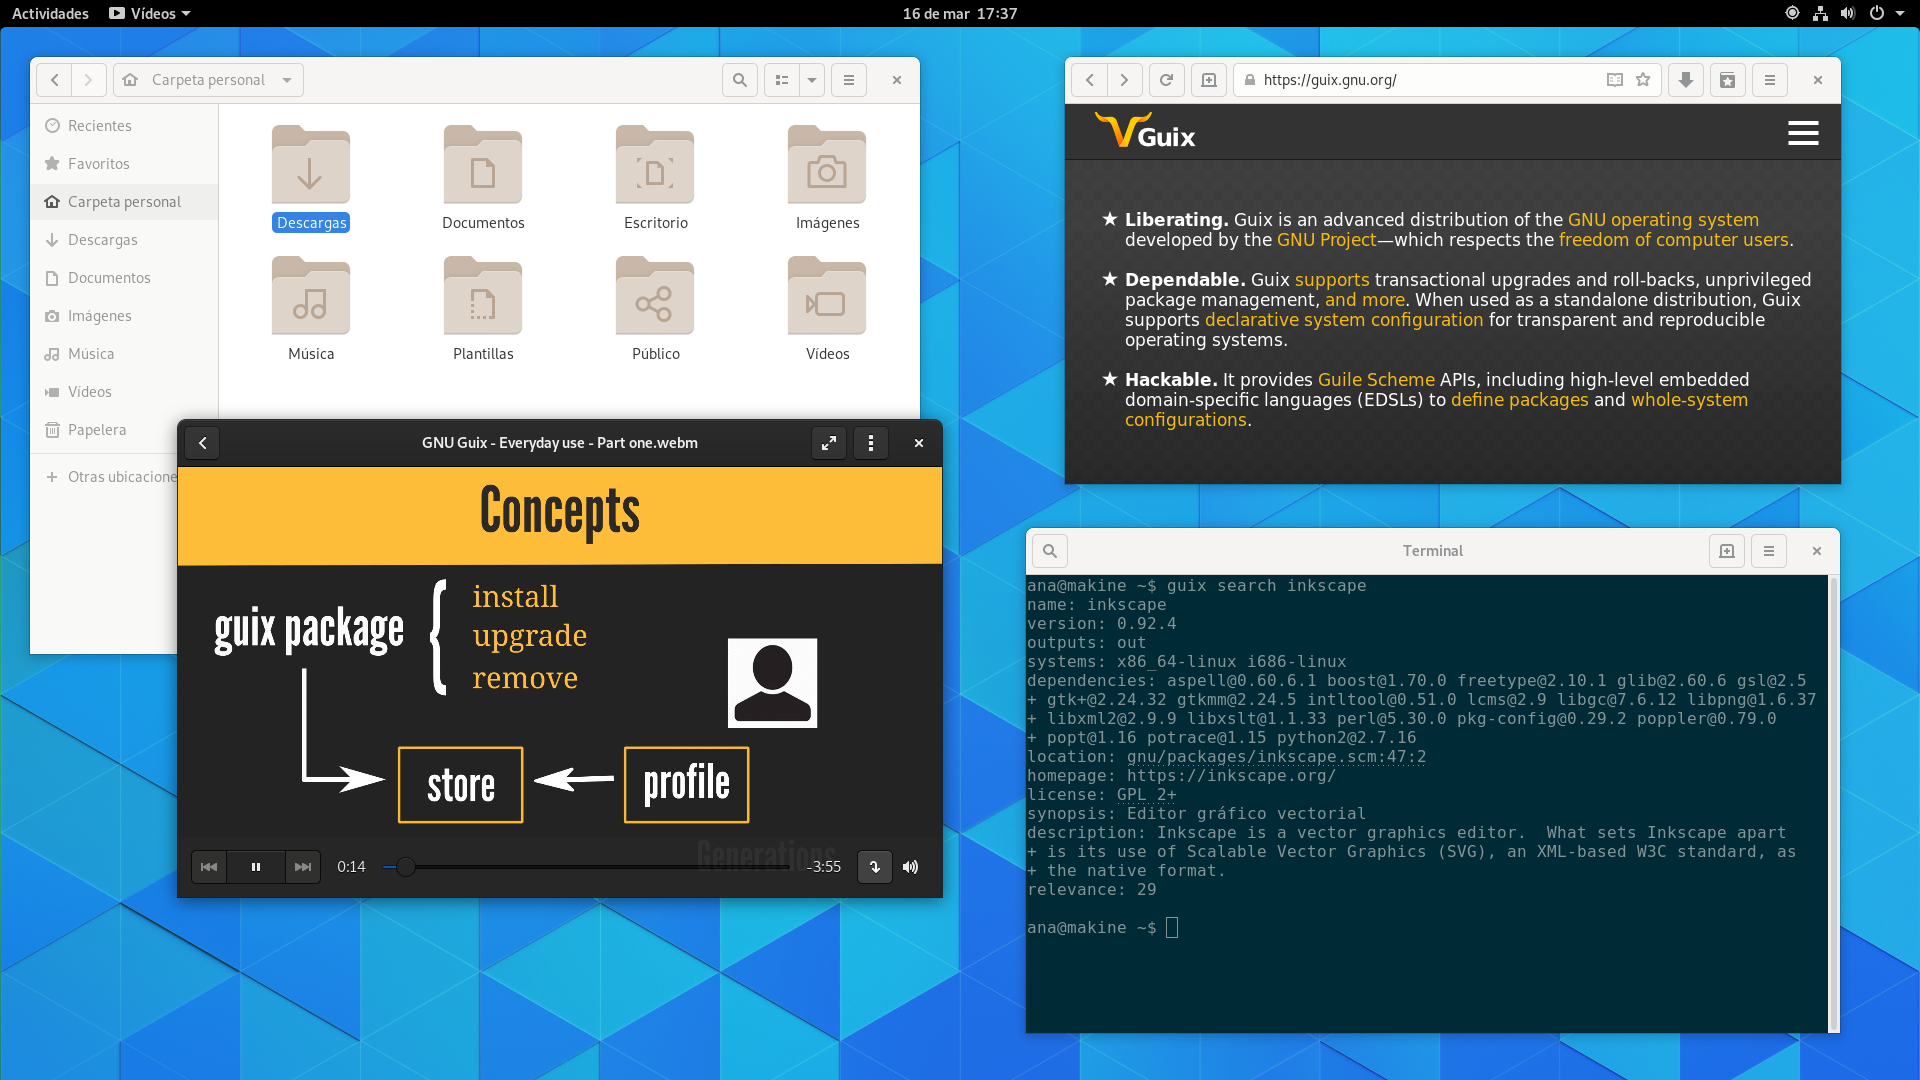 Actividades
Vídeos
16 de mar 17:37
Carpeta personal
Recientes
Favoritos
Carpeta personal
Descargas
Documentos
Imágenes
Música
Vídeos
Papelera
Otras ubicacione
Descargas
Documentos
Escritorio
Imágenes
Música
Plantillas
Público
Vídeos
GNU Guix - Everyday use - Part one.webm
Concepts
guix package
install
upgrade
remove
store
profile
Generations
0:14
-3:55
https://guix.gnu.org/
Guix
★ Liberating. Guix is an advanced distribution of the GNU operating system
developed by the GNU Project—which respects the freedom of computer users.
★ Dependable. Guix supports transactional upgrades and roll-backs, unprivileged
package management, and more. When used as a standalone distribution, Guix
supports declarative system configuration for transparent and reproducible
operating systems.
★ Hackable. It provides Guile Scheme APIs, including high-level embedded
domain-specific languages (EDSLs) to define packages and whole-system
configurations.
Terminal
ana@makine ~$ guix search inkscape
name: inkscape
version: 0.92.4
outputs: out
systems: x86_64-linux i686-linux
dependencies: aspell@0.60.6.1 boost@1.70.0 freetype@2.10.1 glib@2.60.6 gsl@2.5
+ gtk+@2.24.32 gtkmm@2.24.5 intltool@0.51.0 lcms@2.9 libgc@7.6.12 libpng@1.6.37
+ libxml2@2.9.9 libxslt@1.1.33 perl@5.30.0 pkg-config@0.29.2 poppler@0.79.0
+ popt@1.16 potrace@1.15 python2@2.7.16
location: gnu/packages/inkscape.scm:47:2
homepage: https://inkscape.org/
license: GPL 2+
synopsis: Editor gráfico vectorial
description: Inkscape is a vector graphics editor.  What sets Inkscape apart
+ is its use of Scalable Vector Graphics (SVG), an XML-based W3C standard, as
+ the native format.
relevance: 29
ana@makine ~$